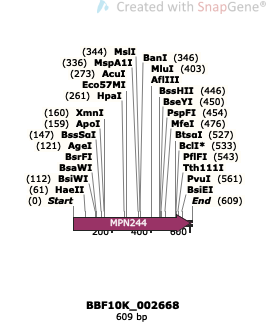 Created with SnapGene®
(344) MslI
BanI (346)
(336) MspA1I
MluI (403)
(273) AcuI
AflIII
Eco57MI
BssHII (446)
(261) HpaI
BseYI (450)
(160) XmnI
PspFI (454)
(159) ApoI
MfeI (476)
(147) BssSαI
BtsαI (527)
(121) AgeI
BclI* (533)
BsrFI
PflFI (543)
BsaWI
Tth111I
(112) BsiWI
PvuI (561)
(61) HaeII
BsiEI
(0) Start
End (609)
MPN244
200
400
600
BBF10K_002668
609 bp